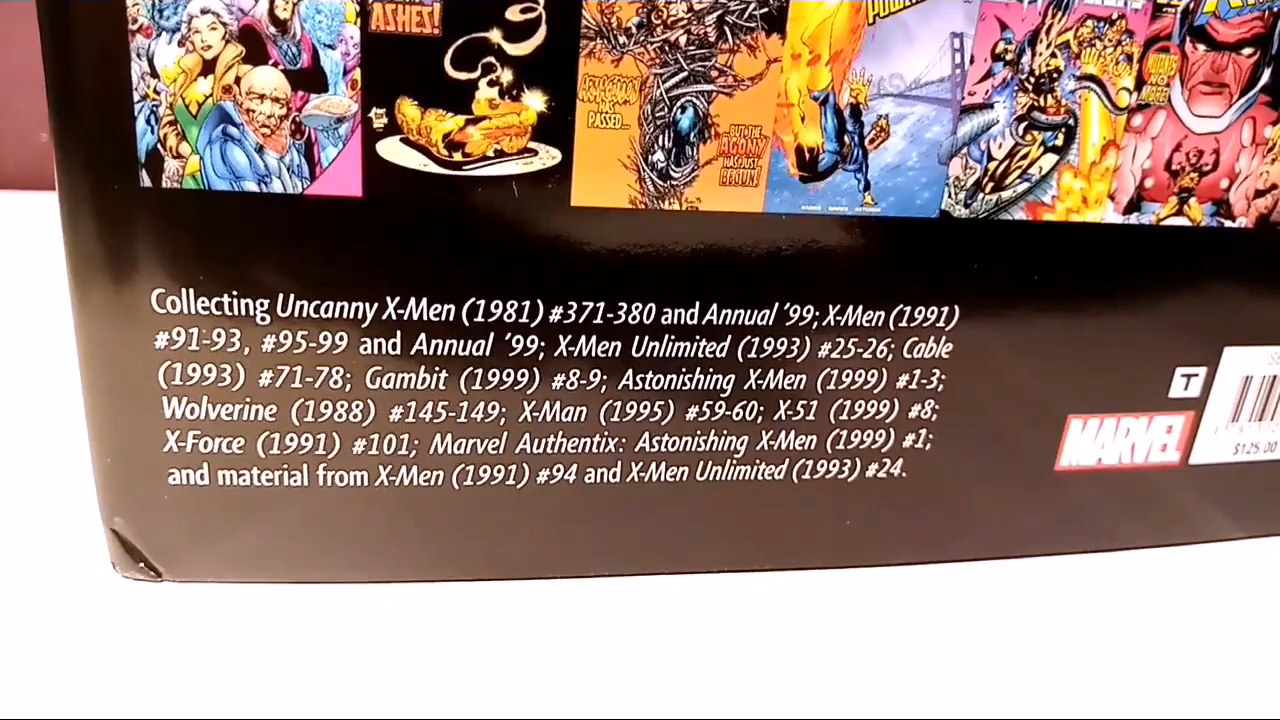 ASHES!
ARMAGEDDON
HAS
PASSED...
...BUT THE
AGONY
HAS JUST
BEGUN!
MUTANTS
NO
MORE!
Collecting Uncanny X-Men (1981) #371-380 and Annual '99; X-Men (1991)
#91-93, #95-99 and Annual '99; X-Men Unlimited (1993) #25-26; Cable
(1993) #71-78; Gambit (1999) #8-9; Astonishing X-Men (1999) #1-3;
Wolverine (1988) #145-149; X-Man (1995) #59-60; X-51 (1999) #8;
X-Force (1991) #101; Marvel Authentix: Astonishing X-Men (1999) #1;
and material from X-Men (1991) #94 and X-Men Unlimited (1993) #24.
T
MARVEL
$125.00